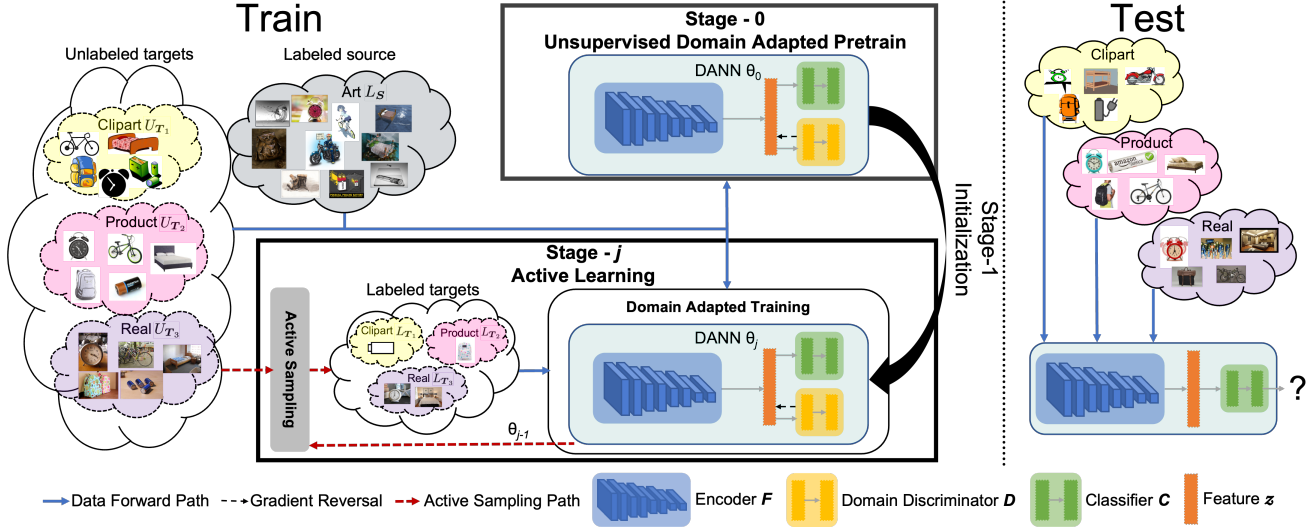 Train
Unlabeled targets
Labeled source
Clipart U_T₁
Product U_T₂
Real U_T₃
Art L_S
Stage - 0
Unsupervised Domain Adapted Pretrain
DANN θ₀
Stage-1
Initialization
Stage - j
Active Learning
Active Sampling
Labeled targets
Clipart L_T₁
Product L_T₂
Real L_T₃
Domain Adapted Training
DANN θⱼ
θ_j-1
Test
Clipart
Product
amazon
Real
?
Data Forward Path
Gradient Reversal
Active Sampling Path
Encoder F
Domain Discriminator D
Classifier C
Feature z